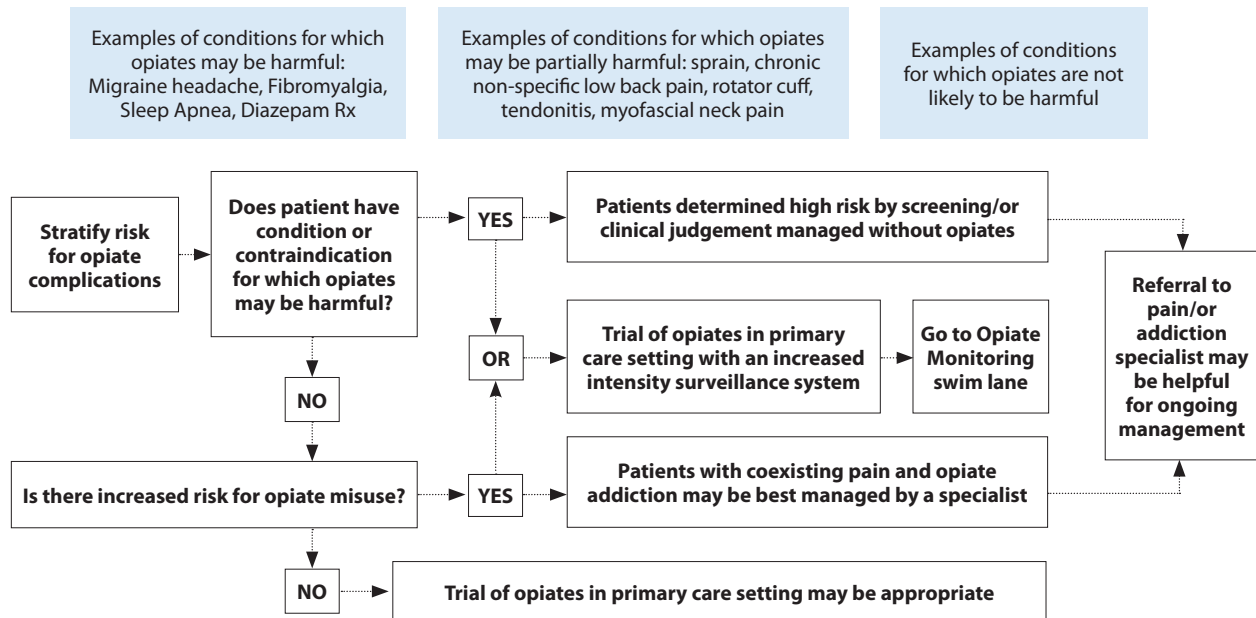 Examples of conditions for which
opiates may be harmful:
Migraine headache, Fibromyalgia,
Sleep Apnea, Diazepam Rx
Examples of conditions for which opiates
may be partially harmful: sprain, chronic
non-specific low back pain, rotator cuff,
tendonitis, myofascial neck pain
Examples of conditions
for which opiates are not
likely to be harmful
Stratify risk
for opiate
complications
Does patient have
condition or
contraindication
for which opiates
may be harmful?
YES
Patients determined high risk by screening/or
clinical judgement managed without opiates
OR
Trial of opiates in primary
care setting with an increased
intensity surveillance system
Go to Opiate
Monitoring
swim lane
Referral to
pain/or
addiction
specialist may
be helpful
for ongoing
management
NO
Is there increased risk for opiate misuse?
YES
Patients with coexisting pain and opiate
addiction may be best managed by a specialist
NO
Trial of opiates in primary care setting may be appropriate